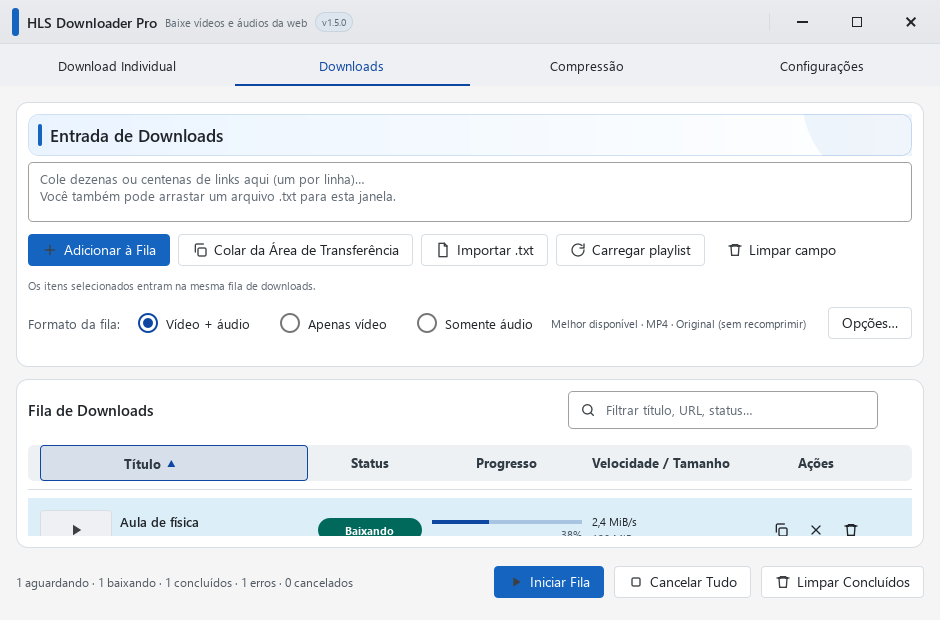 HLS Downloader Pro Baixe vídeos e áudios da web v1.5.0
Download Individual Downloads Compressão Configurações
Entrada de Downloads
Cole dezenas ou centenas de links aqui (um por linha)...
Você também pode arrastar um arquivo .txt para esta janela.
Adicionar à Fila Colar da Área de Transferência Importar .txt Carregar playlist Limpar campo
Os itens selecionados entram na mesma fila de downloads.
Formato da fila: Vídeo + áudio Apenas vídeo Somente áudio Melhor disponível · MP4 · Original (sem recomprimir) Opções...
Fila de Downloads Filtrar título, URL, status...
Título Status Progresso Velocidade / Tamanho Ações
Aula de física Baixando 38% 2,4 MiB/s
1 aguardando · 1 baixando · 1 concluídos · 1 erros · 0 cancelados Iniciar Fila Cancelar Tudo Limpar Concluídos